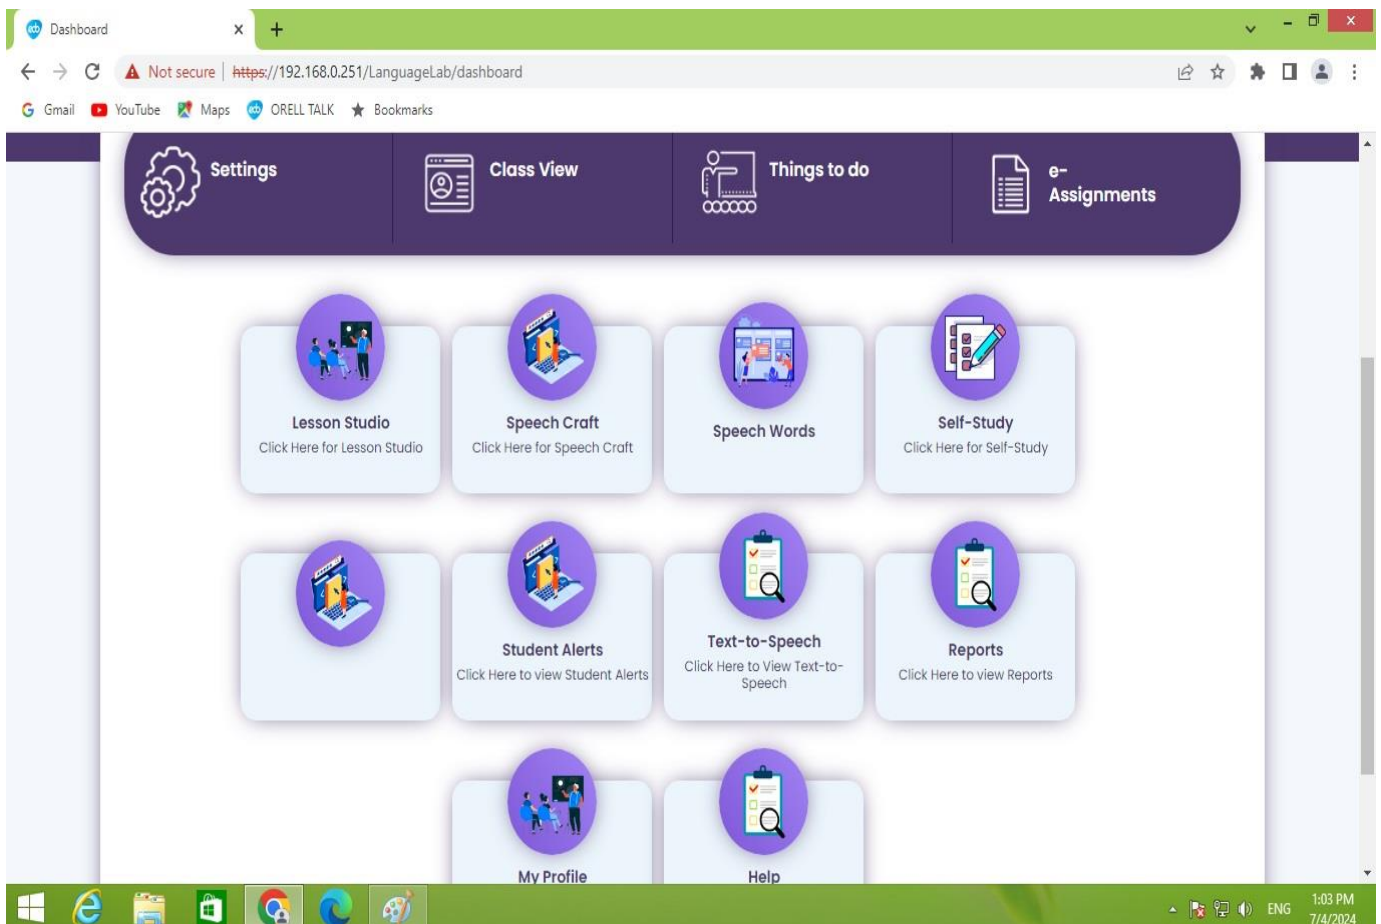 Dashboard
Not secure | https://192.168.0.251/LanguageLab/dashboard
Gmail YouTube Maps ORELL TALK Bookmarks
Settings
Class View
Things to do
e-
Assignments
Lesson Studio
Click Here for Lesson Studio
Speech Craft
Click Here for Speech Craft
Speech Words
Self-Study
Click Here for Self-Study
Student Alerts
Click Here to view Student Alerts
Text-to-Speech
Click Here to View Text-to-
Speech
Reports
Click Here to view Reports
My Profile
Help
ENG
1:03 PM
7/4/2024